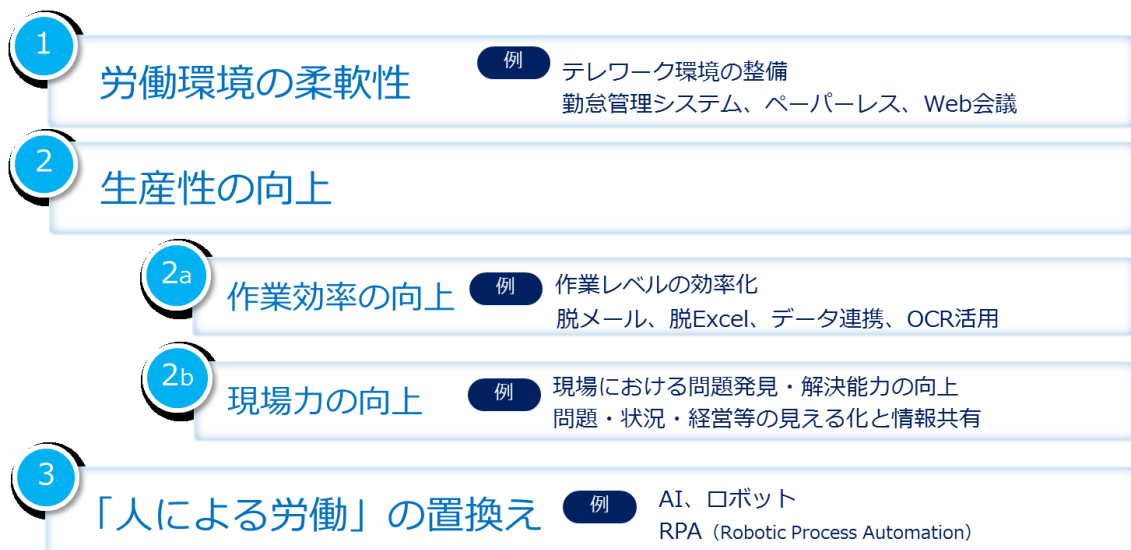 1
労働環境の柔軟性
例
テレワーク環境の整備
勤怠管理システム、ペーパーレス、Web会議
2
生産性の向上
2a
作業効率の向上
例
作業レベルの効率化
脱メール、脱Excel、データ連携、OCR活用
2b
現場力の向上
例
現場における問題発見・解決能力の向上
問題・状況・経営等の見える化と情報共有
3
「人による労働」の置換え
例
AI、ロボット
RPA（Robotic Process Automation）